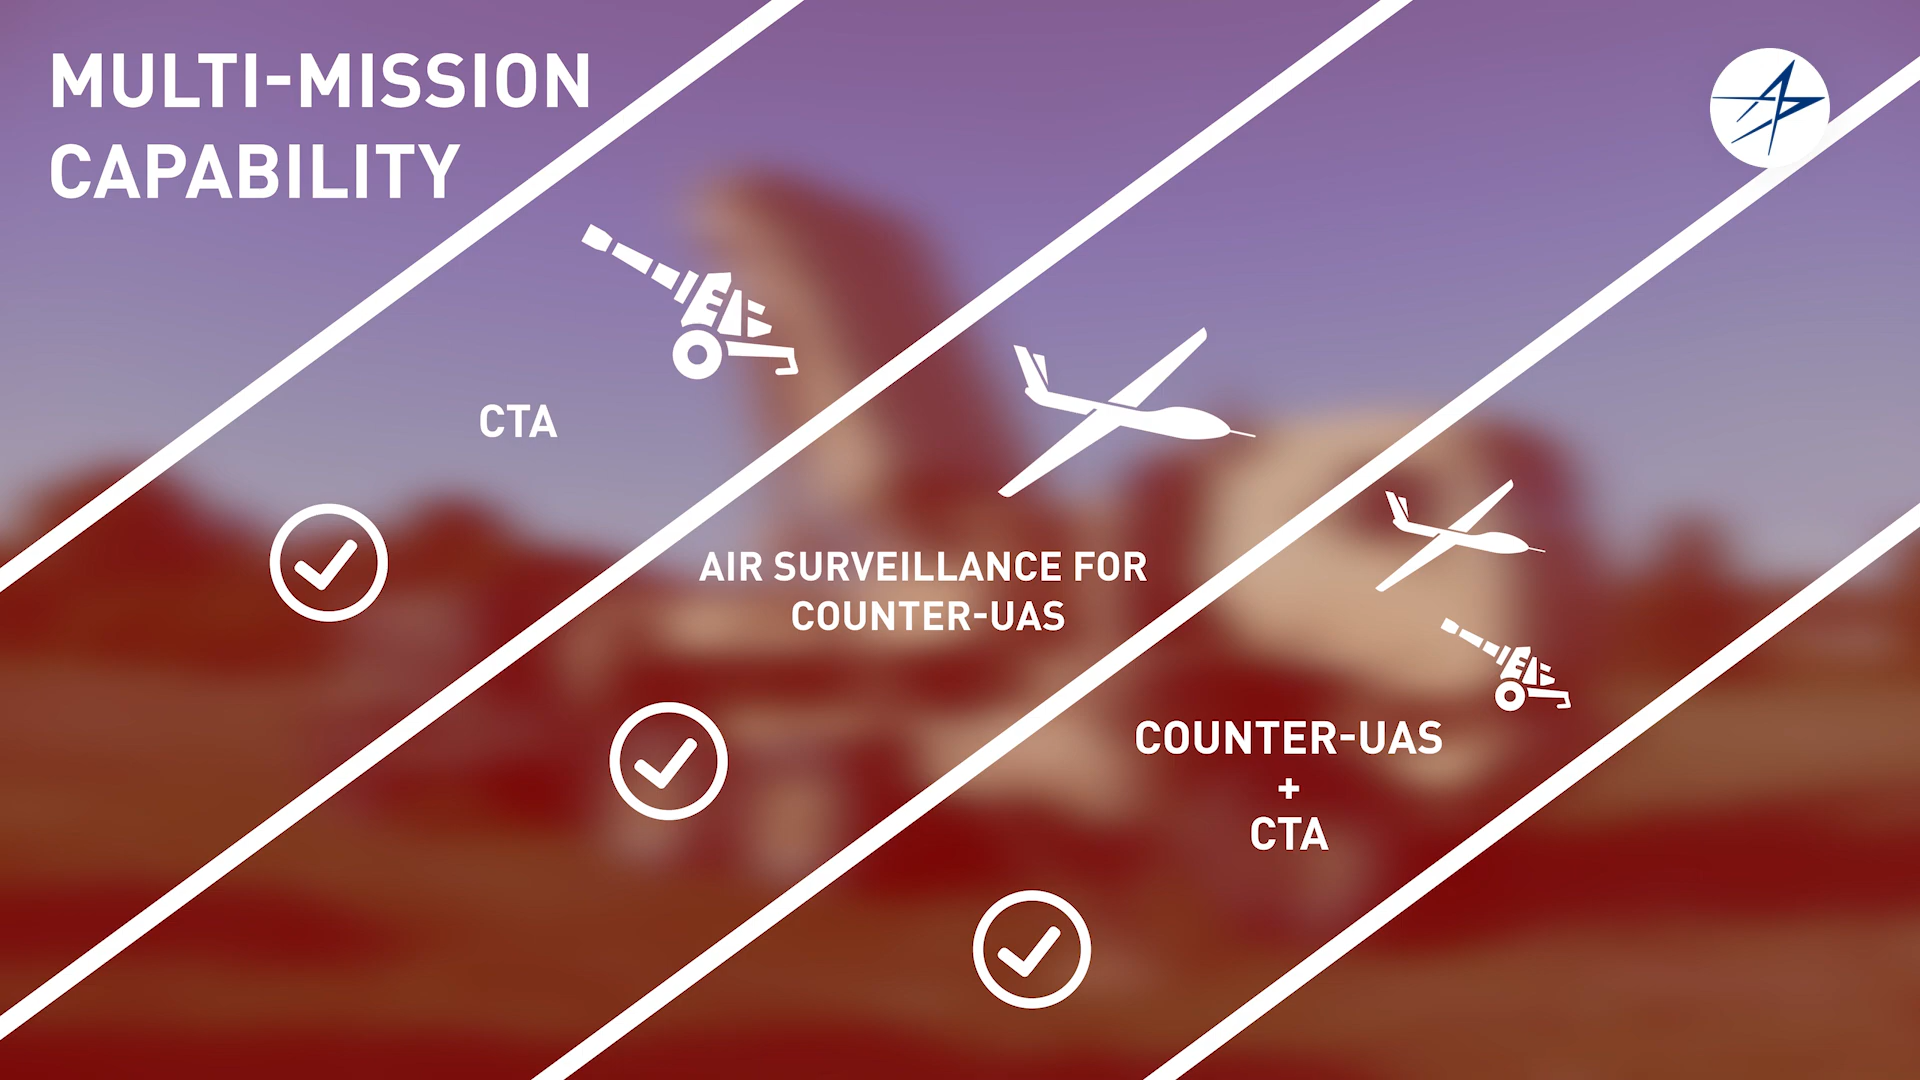 MULTI-MISSION
CAPABILITY
CTA
AIR SURVEILLANCE FOR
COUNTER-UAS
COUNTER-UAS
+
CTA